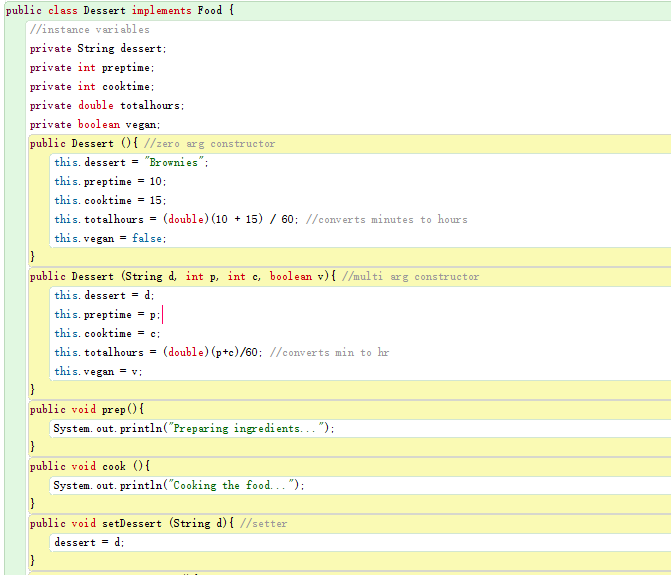 public class Dessert implements Food {
//instance variables
private String dessert;
private int preptime;
private int cooktime;
private double totalhours;
private boolean vegan;
public Dessert (){ //zero arg constructor
this.dessert = "Brownies";
this.preptime = 10;
this.cooktime = 15;
this.totalhours = (double)(10 + 15) / 60; //converts minutes to hours
this.vegan = false;
}
public Dessert (String d, int p, int c, boolean v){ //multi arg constructor
this.dessert = d;
this.preptime = p;
this.cooktime = c;
this.totalhours = (double)(p+c)/60; //converts min to hr
this.vegan = v;
}
public void prep(){
System.out.println("Preparing ingredients...");
}
public void cook (){
System.out.println("Cooking the food...");
}
public void setDessert (String d){ //setter
dessert = d;
}